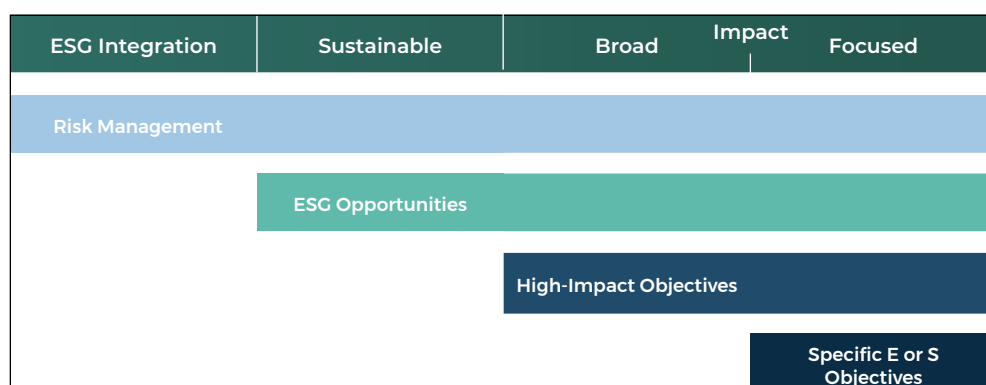 ESG Integration
Sustainable
Impact
Broad
Focused
Risk Management
ESG Opportunities
High-Impact Objectives
Specific E or S
Objectives